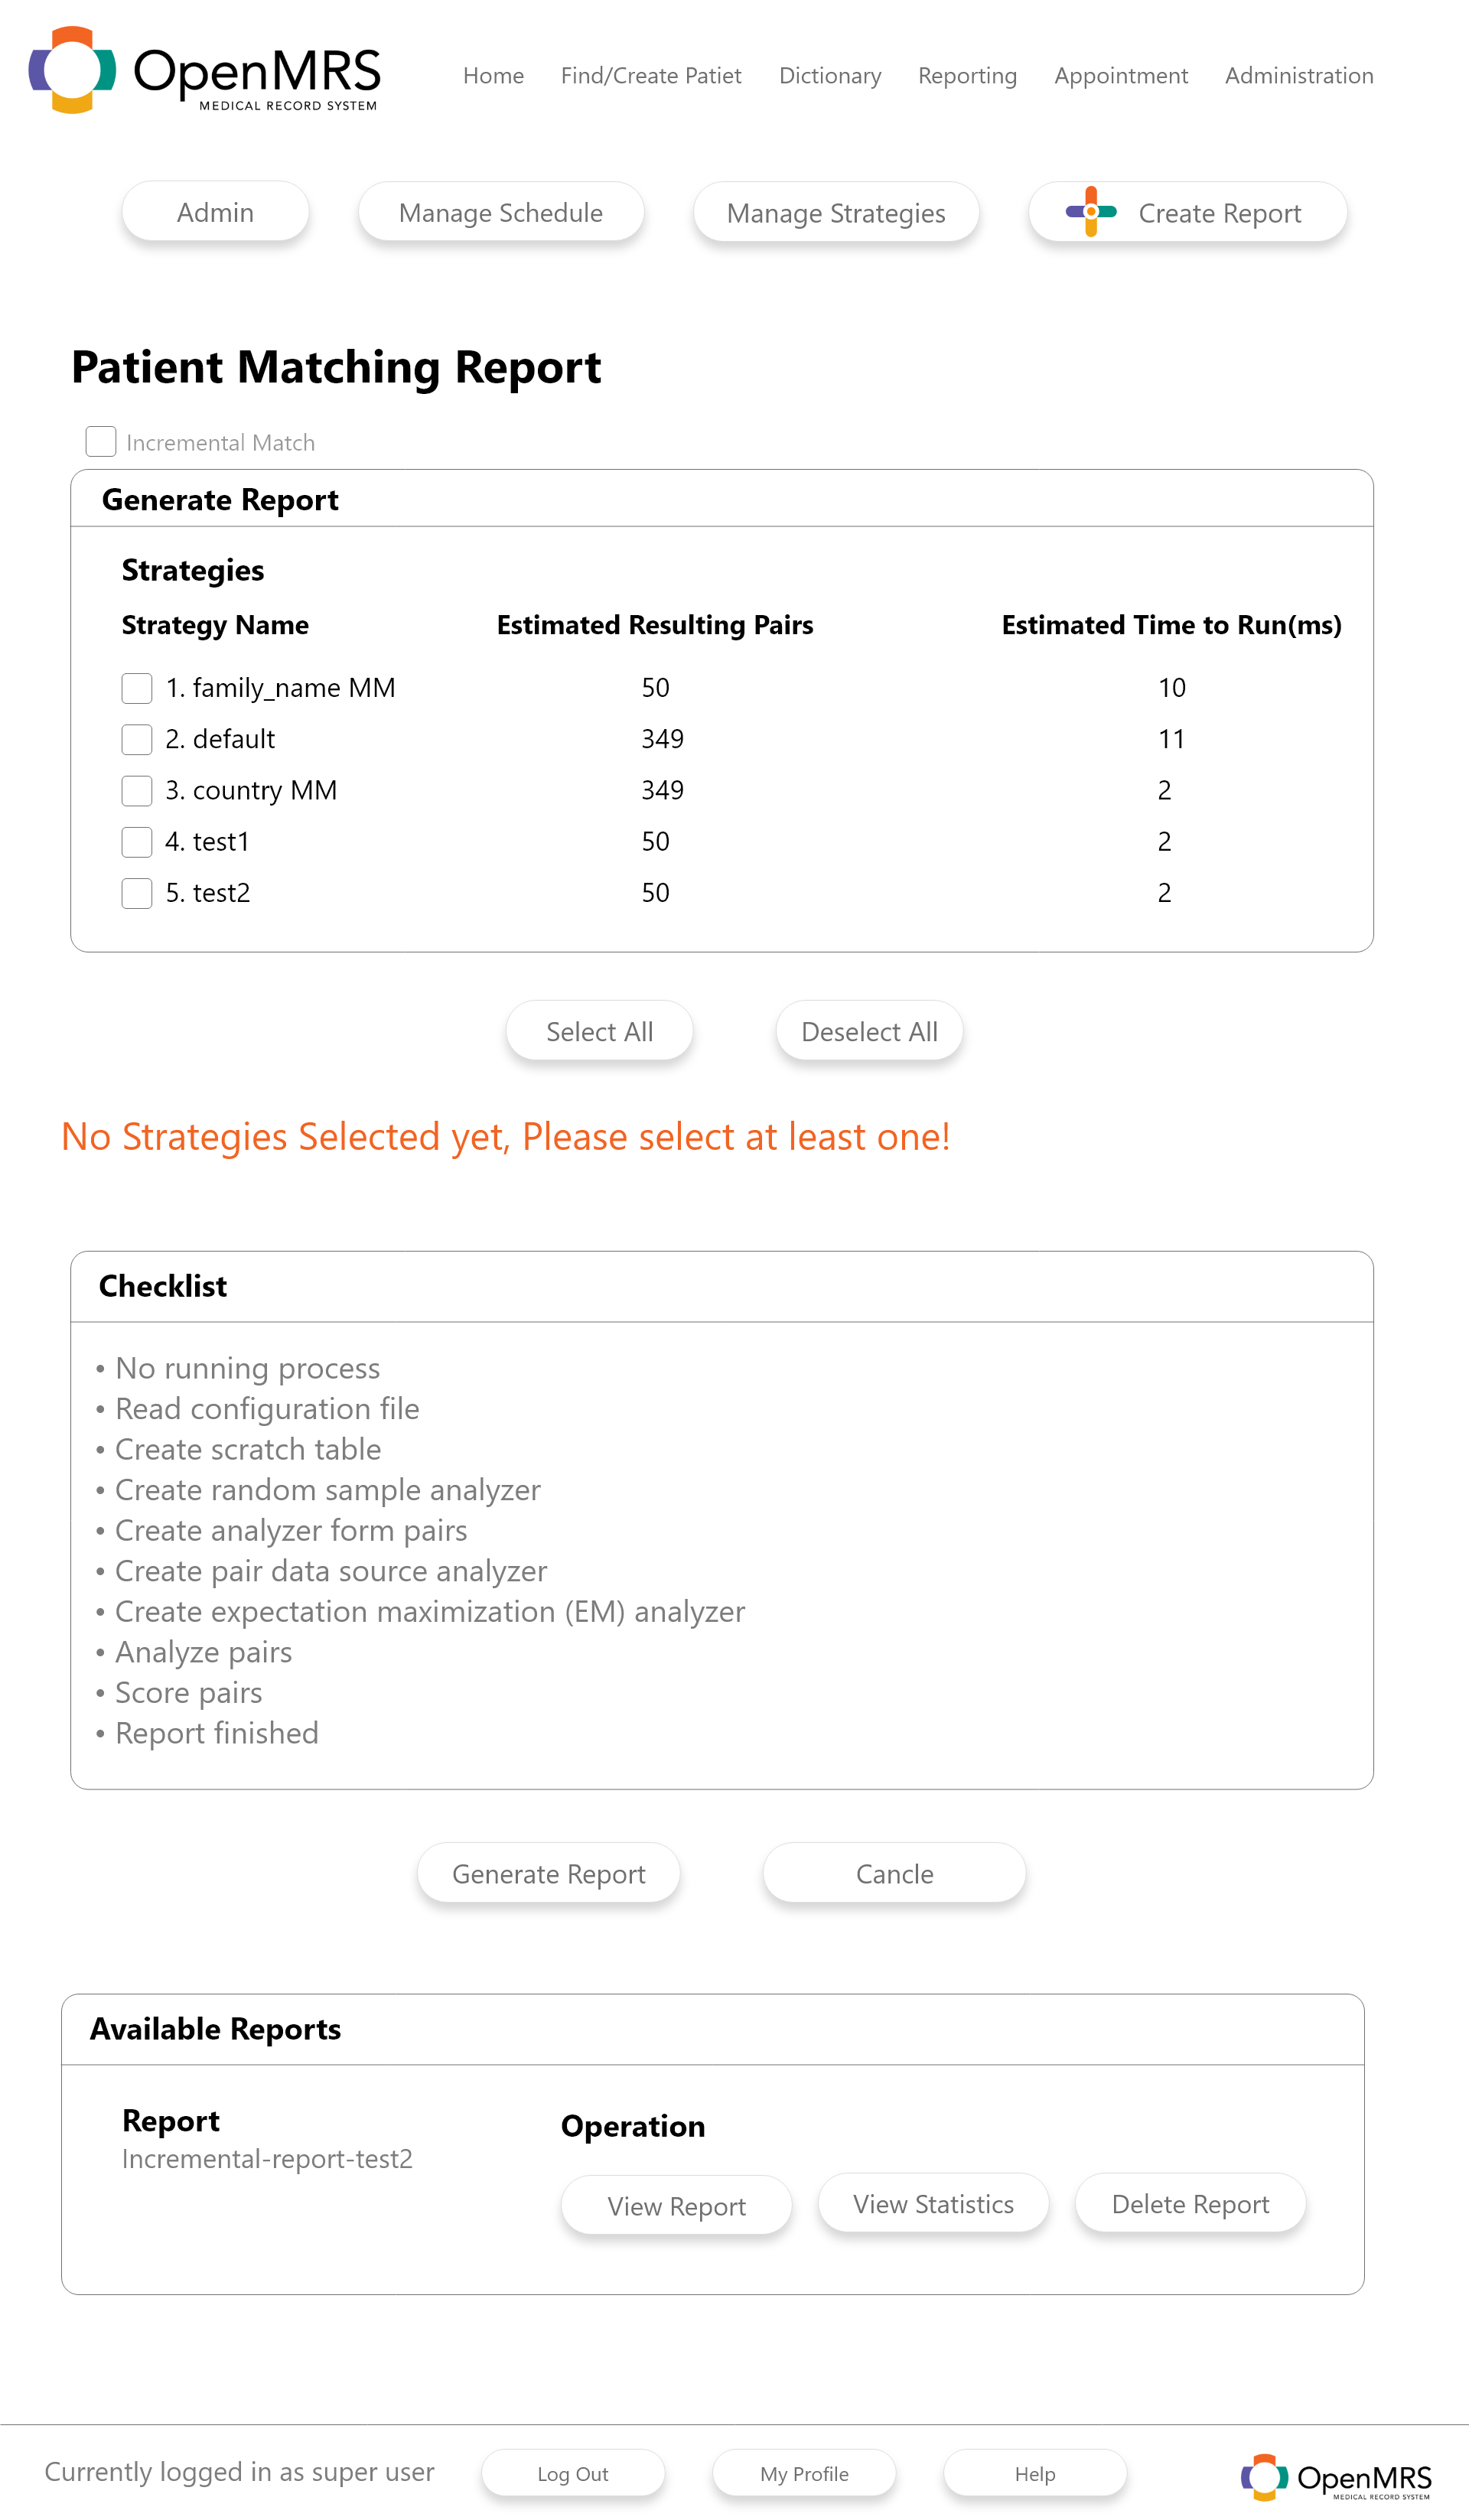 OpenMRS
MEDICAL RECORD SYSTEM
Home Find/Create Patiet Dictionary Reporting Appointment Administration
Admin Manage Schedule Manage Strategies Create Report
Patient Matching Report
Incremental Match
Generate Report
Strategies
Strategy Name Estimated Resulting Pairs Estimated Time to Run(ms)
1. family_name MM 50 10
2. default 349 11
3. country MM 349 2
4. test1 50 2
5. test2 50 2
Select All Deselect All
No Strategies Selected yet, Please select at least one!
Checklist
• No running process
• Read configuration file
• Create scratch table
• Create random sample analyzer
• Create analyzer form pairs
• Create pair data source analyzer
• Create expectation maximization (EM) analyzer
• Analyze pairs
• Score pairs
• Report finished
Generate Report Cancle
Available Reports
Report Operation
Incremental-report-test2
View Report View Statistics Delete Report
Currently logged in as super user Log Out My Profile Help
OpenMRS
MEDICAL RECORD SYSTEM